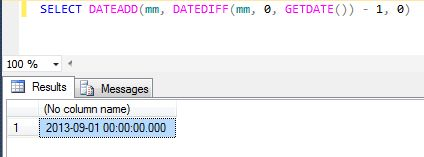 SELECT DATEADD(mm, DATEDIFF(mm, 0, GETDATE()) - 1, 0)
100 %
Results Messages
(No column name)
1 2013-09-01 00:00:00.000